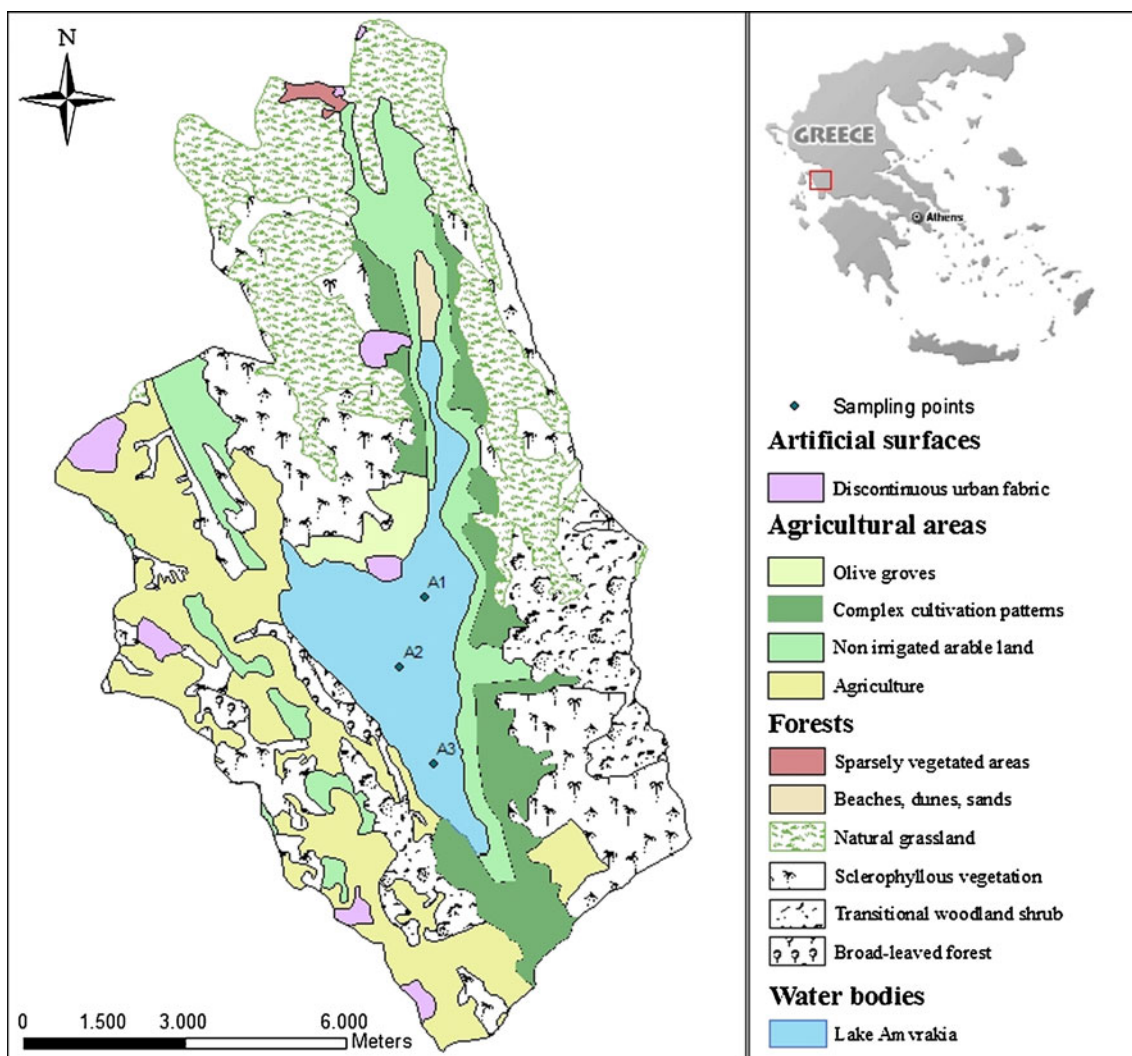 N
GREECE
Athens
A1
A2
A3
0 1.500 3.000 6.000
Meters
Sampling points
Artificial surfaces
Discontinuous urban fabric
Agricultural areas
Olive groves
Complex cultivation patterns
Non irrigated arable land
Agriculture
Forests
Sparsely vegetated areas
Beaches, dunes, sands
Natural grassland
Sclerophyllous vegetation
Transitional woodland shrub
Broad-leaved forest
Water bodies
Lake Amvrakia